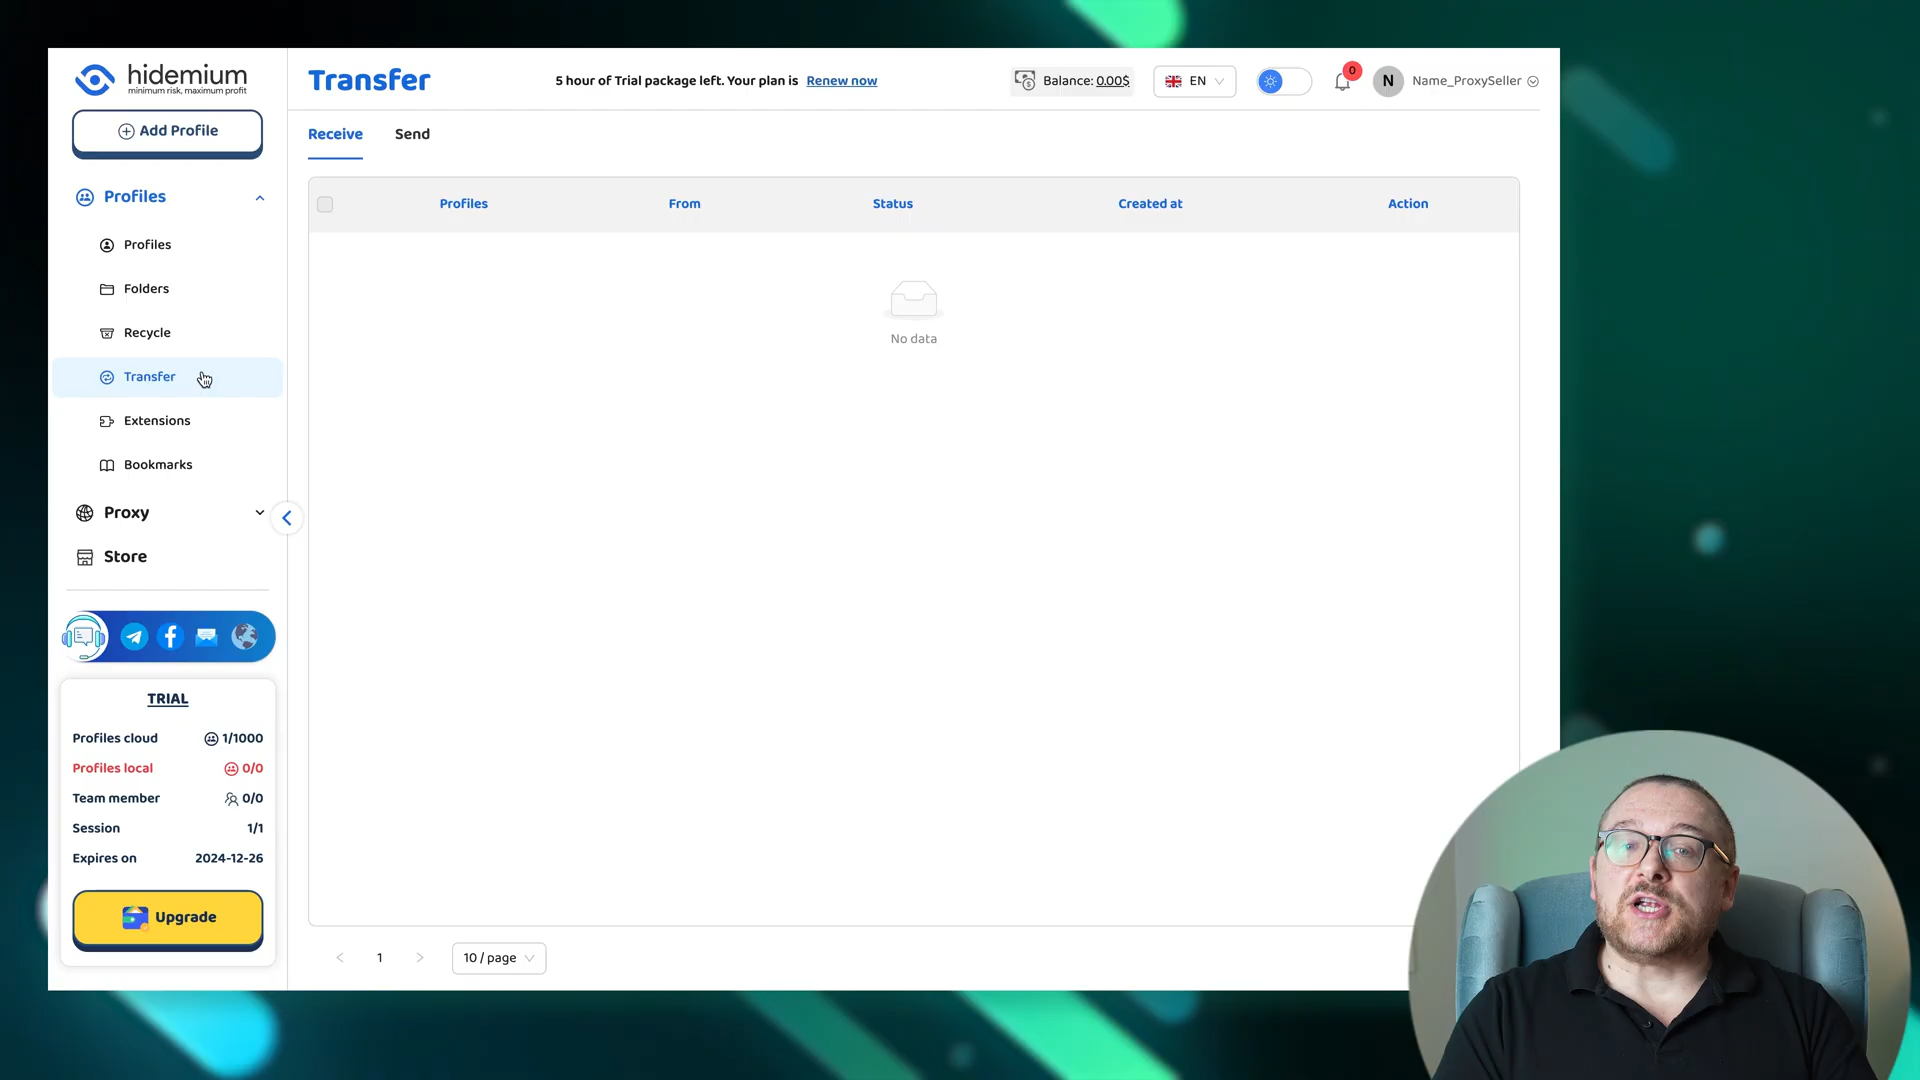 hidemium
minimum risk, maximum profit
Add Profile
Profiles
Profiles
Folders
Recycle
Transfer
Extensions
Bookmarks
Proxy
Store
TRIAL
Profiles cloud 1/1000
Profiles local 0/0
Team member 0/0
Session 1/1
Expires on 2024-12-26
Upgrade
Transfer
5 hour of Trial package left. Your plan is Renew now
Balance: 0.00$
EN
0
N
Name_ProxySeller
Receive Send
Profiles From Status Created at Action
No data
1
10 / page